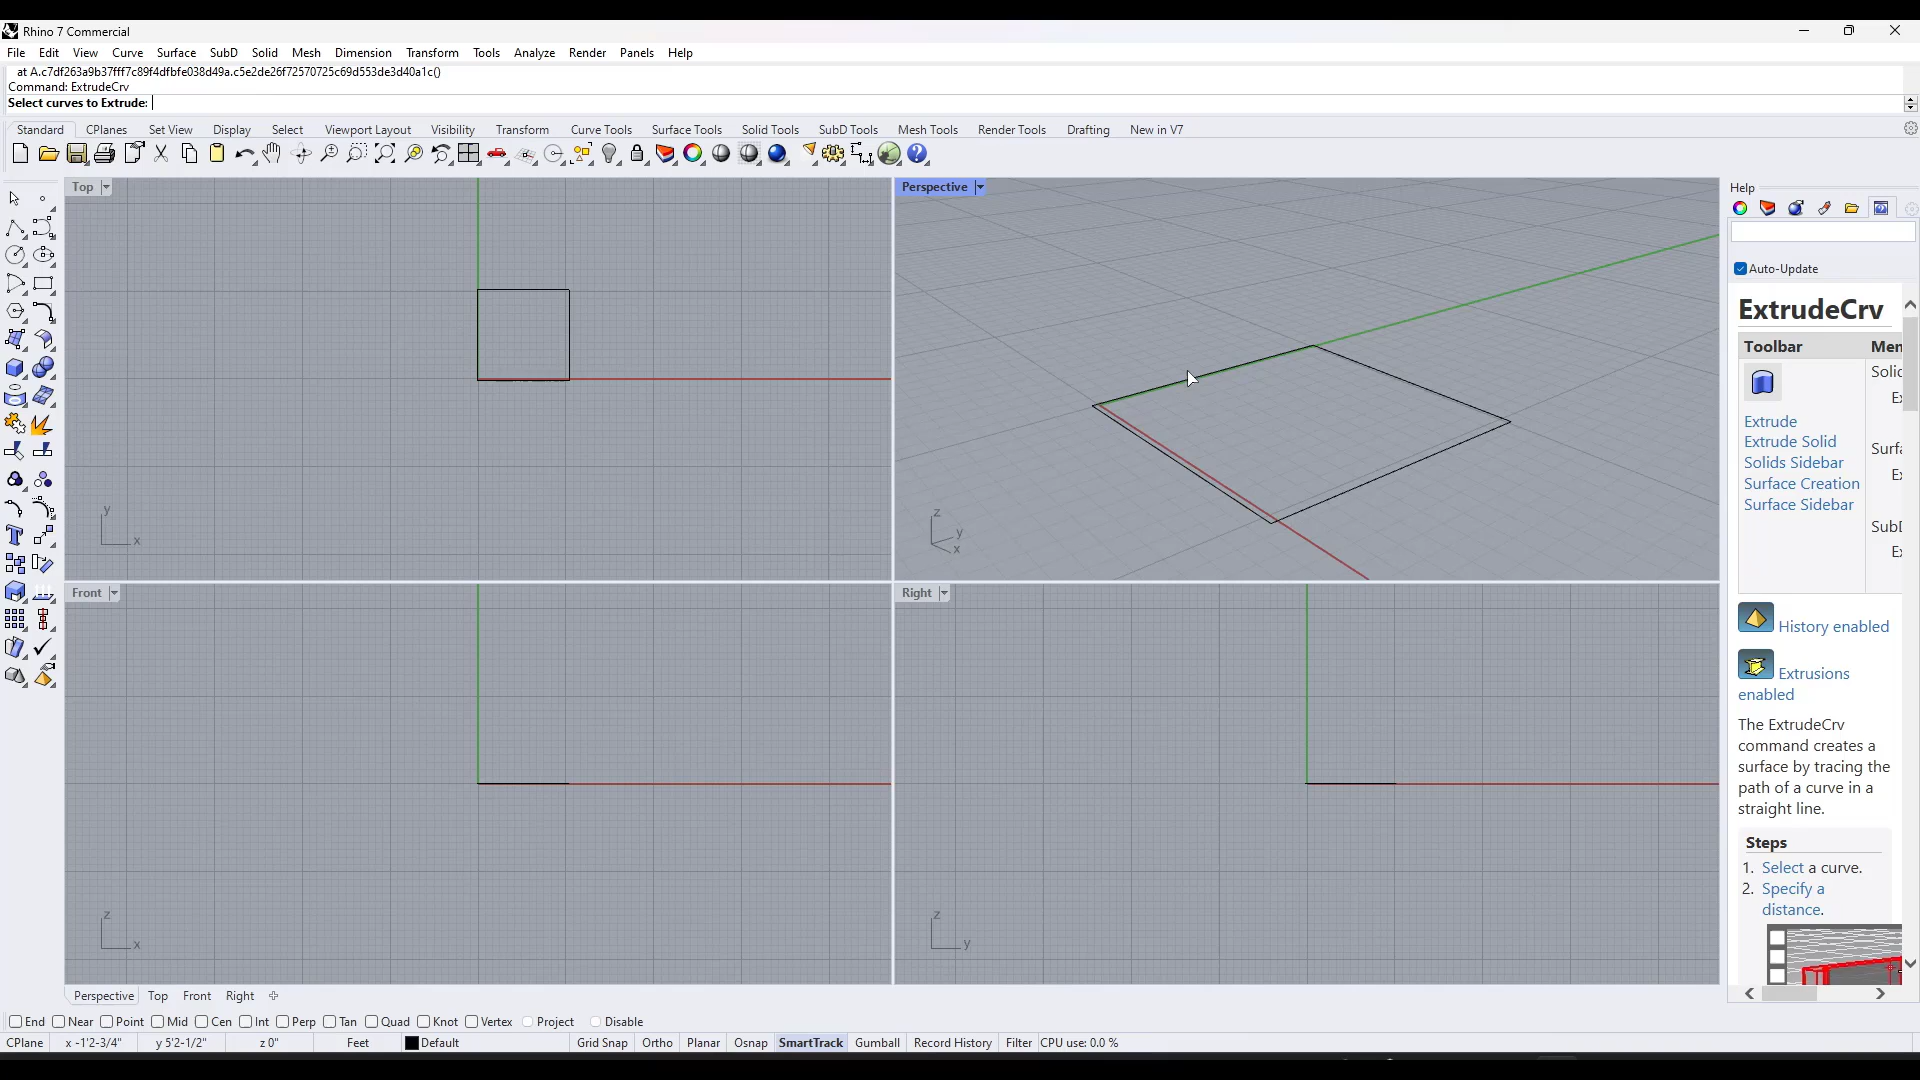 Rhino 7 Commercial
File Edit View Curve Surface SubD Solid Mesh Dimension Transform Tools Analyze Render Panels Help
at A.c7df263a9b37fff7c89f4dfbfe038d49a.c5e2de26f72570725c69d553de3d40a1c()
Command: ExtrudeCrv
Select curves to Extrude:
Standard CPlanes Set View Display Select Viewport Layout Visibility Transform Curve Tools Surface Tools Solid Tools SubD Tools Mesh Tools Render Tools Drafting New in V7
Top
y
x
Perspective
z
y
x
Front
z
x
Right
z
y
Help
Auto-Update
ExtrudeCrv
Toolbar Men
Solid
Ex
Extrude
Extrude Solid
Solids Sidebar
Surface Creation
Surface Sidebar
Surfa
Ex
SubD
Ex
History enabled
Extrusions
enabled
The ExtrudeCrv
command creates a
surface by tracing the
path of a curve in a
straight line.
Steps
1. Select a curve.
2. Specify a
distance.
Perspective Top Front Right
End Near Point Mid Cen Int Perp Tan Quad Knot Vertex Project Disable
CPlane x -1'2-3/4" y 5'2-1/2" z 0" Feet Default Grid Snap Ortho Planar Osnap SmartTrack Gumball Record History Filter CPU use: 0.0 %